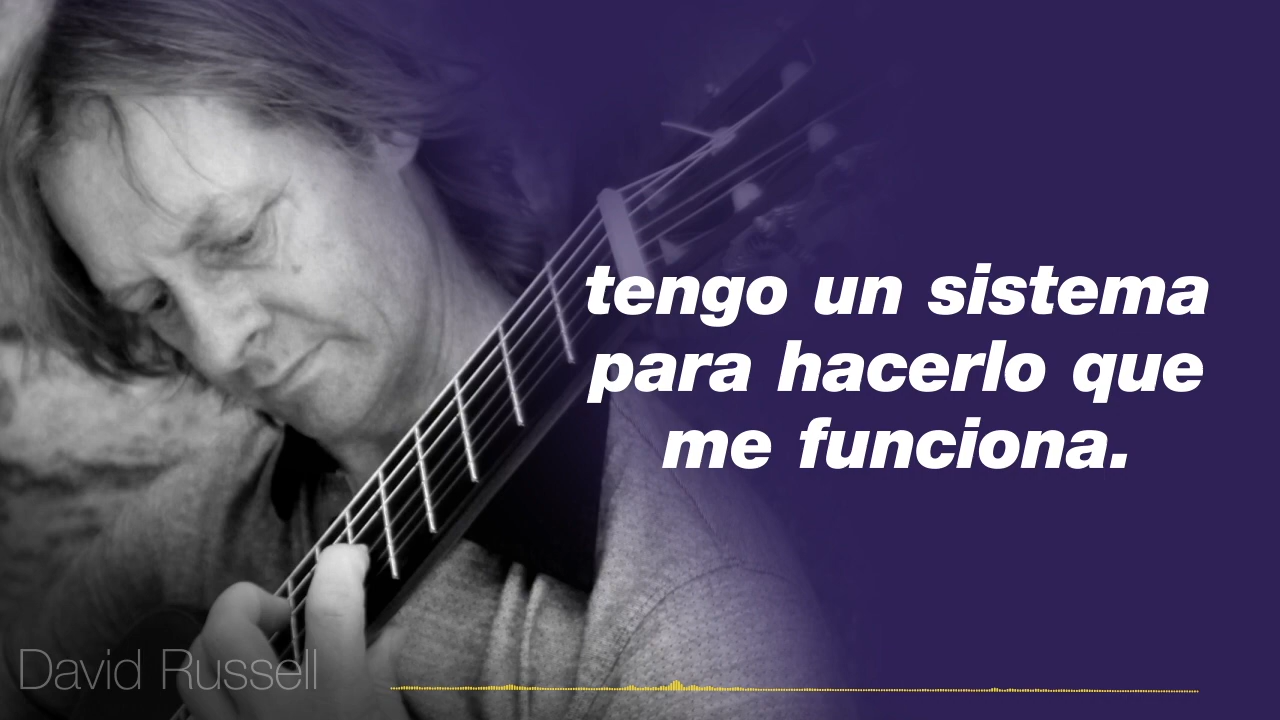 tengo un sistema
para hacerlo que
me funciona.
David Russell